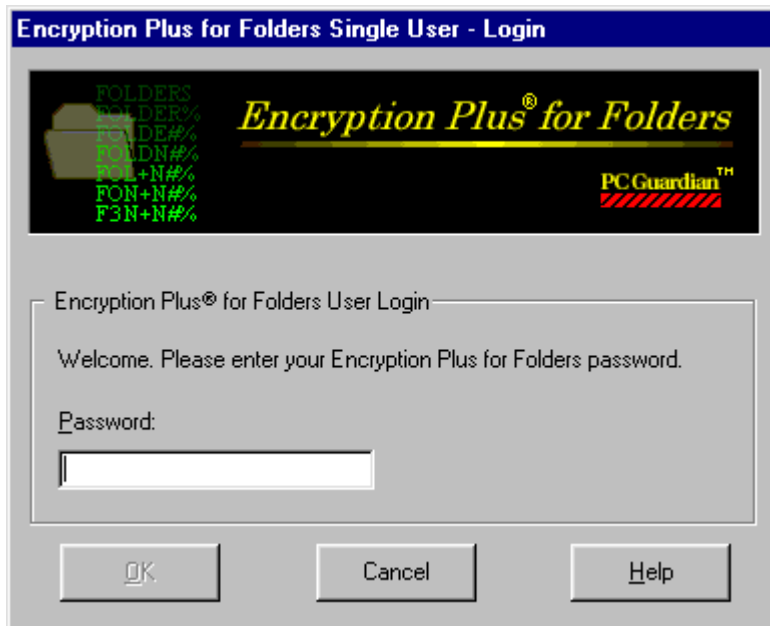 Encryption Plus for Folders Single User - Login
FOLDERS
FOLDER%
FOLDE#%
FOLDN#%
FOL+N#%
FON+N#%
F3N+N#%
Encryption Plus® for Folders
PC Guardian™
Encryption Plus® for Folders User Login
Welcome. Please enter your Encryption Plus for Folders password.
Password:
OK Cancel Help